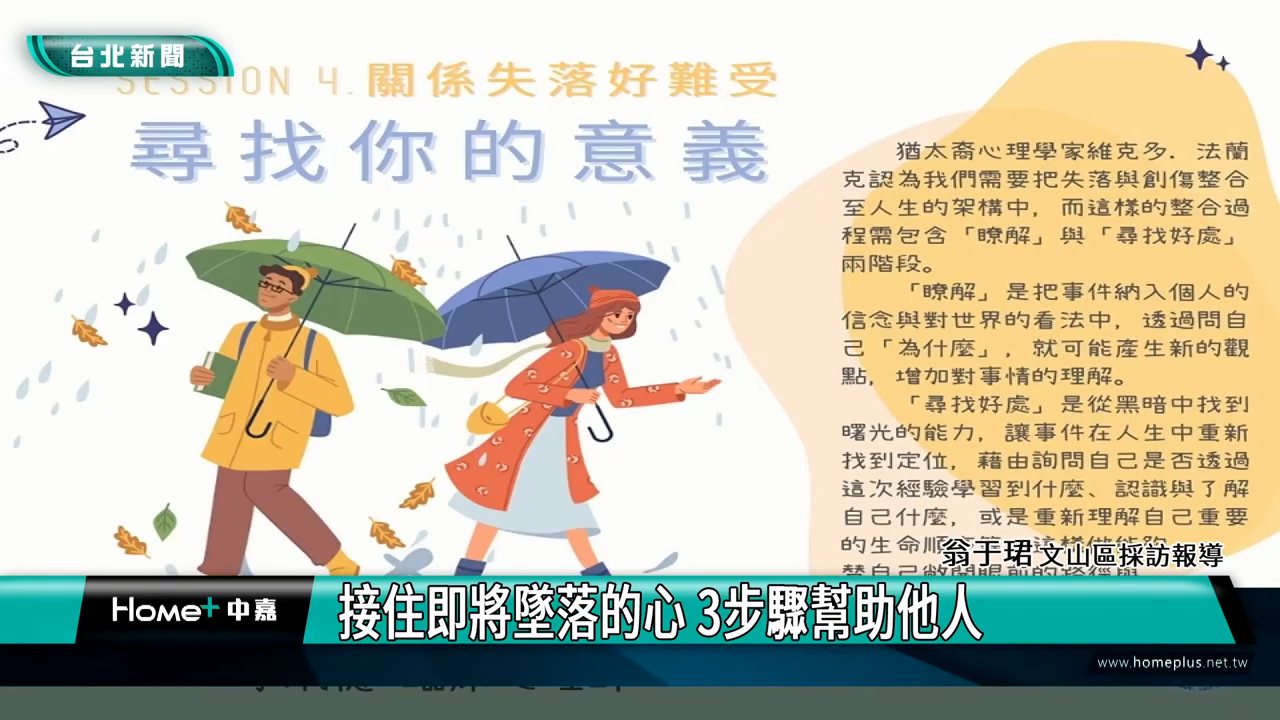 台北新聞
SESSION 4.關係失落好難受
尋找你的意義
猶太裔心理學家維克多．法蘭
克認為我們需要把失落與創傷整合
至人生的架構中，而這樣的整合過
程需包含「瞭解」與「尋找好處」
兩階段。
「瞭解」是把事件納入個人的
信念與對世界的看法中，透過問自
己「為什麼」，就可能產生新的觀
點，增加對事情的理解。
「尋找好處」是從黑暗中找到
曙光的能力，讓事件在人生中重新
找到定位，藉由詢問自己是否透過
這次經驗學習到什麼、認識與了解
自己什麼，或是重新理解自己重要
的生命順
翁于珺 文山區採訪報導
Home+ 中嘉
接住即將墜落的心 3步驟幫助他人
www.homeplus.net.tw